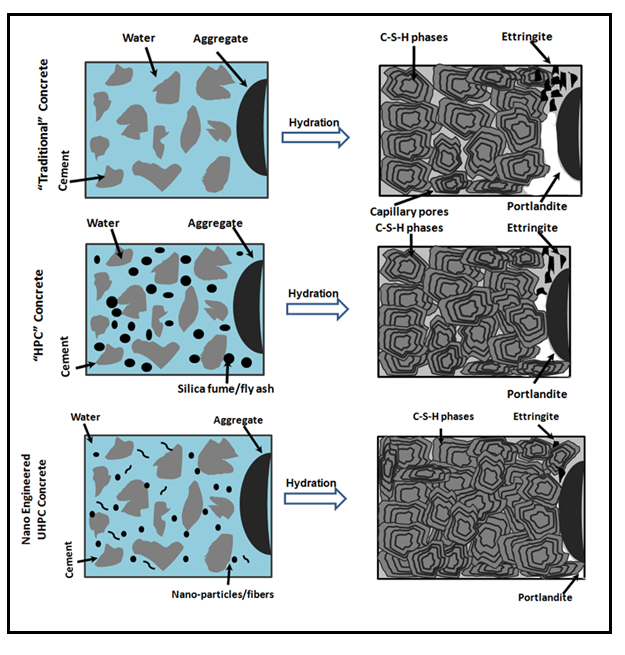 "Traditional" Concrete
Water
Aggregate
Cement
Hydration
C-S-H phases
Ettringite
Capillary pores
Portlandite
"HPC" Concrete
Water
Aggregate
Cement
Silica fume/fly ash
Hydration
C-S-H phases
Ettringite
Portlandite
Nano Engineered
UHPC Concrete
Water
Aggregate
Cement
Nano-particles/fibers
Hydration
C-S-H phases
Ettringite
Portlandite